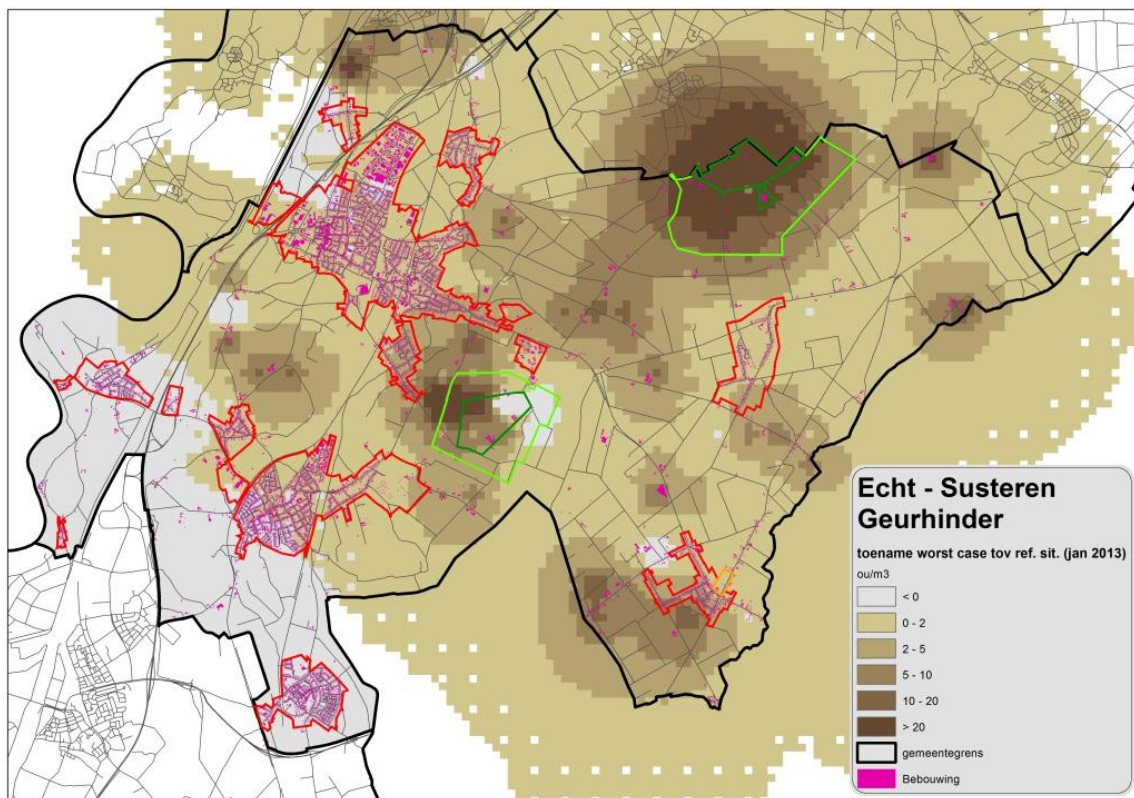 Echt - Susteren
Geurhinder
toename worst case tov ref. sit. (jan 2013)
ou/m3
< 0
0 - 2
2 - 5
5 - 10
10 - 20
> 20
gemeentegrens
Bebouwing